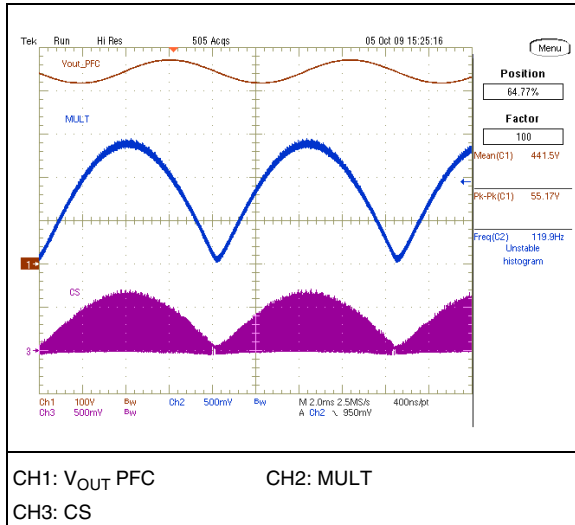 Tek Run Hi Res 505 Acqs 05 Oct 09 15:25:16
Menu
Vout_PFC
Position
64.77%
MULT
Factor
100
Mean(C1) 441.5V
Pk-Pk(C1) 55.17V
Freq(C2) 119.9Hz
Unstable
histogram
1
CS
3
Ch1 100V Bw Ch2 500mV Bw M 2.0ms 2.5MS/s 400ns/pt
Ch3 500mV Bw A Ch2 \ 950mV
CH1: VOUT PFC CH2: MULT
CH3: CS